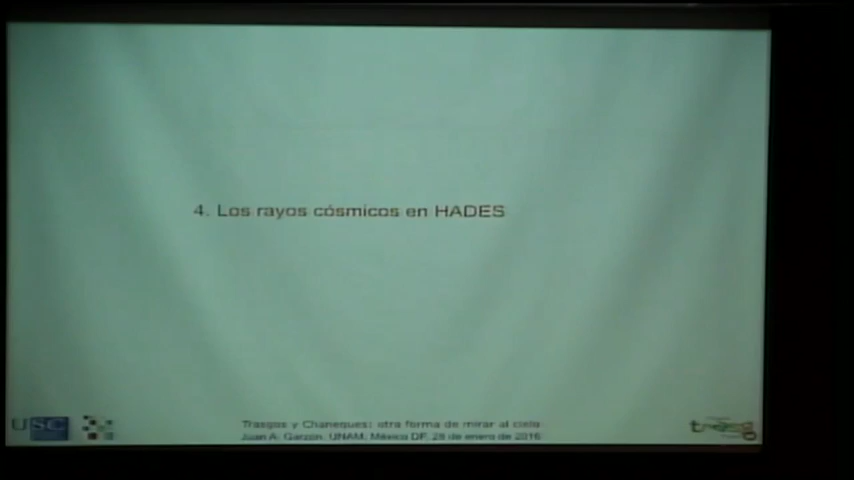 4. Los rayos cósmicos en HADES
USC
Trasgos y Chaneques: otra forma de mirar al cielo
Juan A. Garzón. UNAM, México DF, 28 de enero de 2016